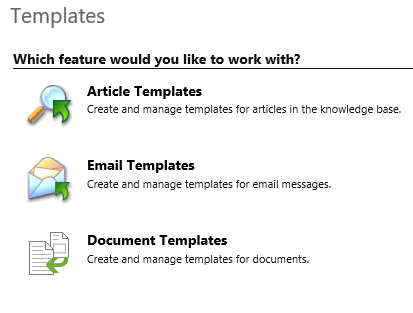 Templates
Which feature would you like to work with?
Article Templates
Create and manage templates for articles in the knowledge base.
Email Templates
Create and manage templates for email messages.
Document Templates
Create and manage templates for documents.